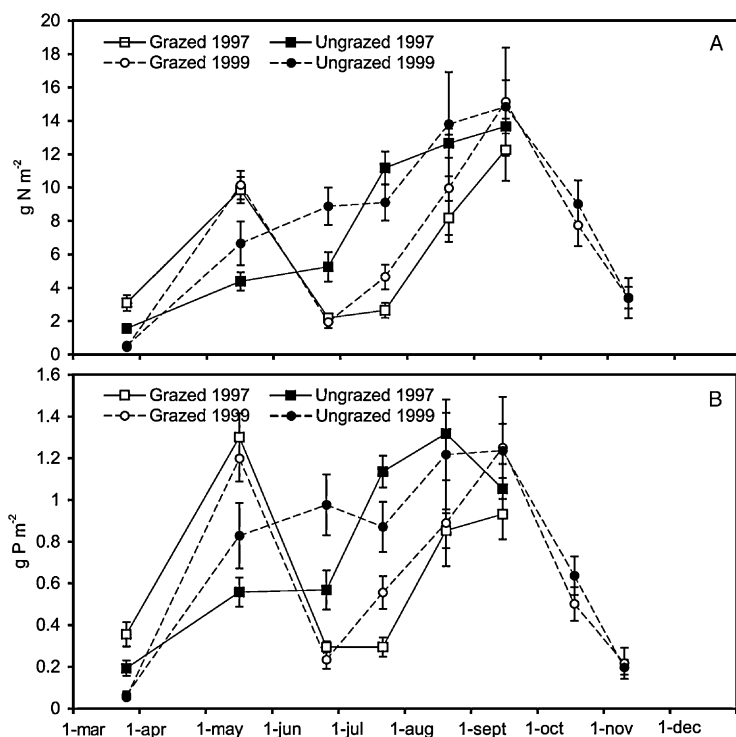 20
18
16
14
12
10
8
6
4
2
0
g N m-2
Grazed 1997 Ungrazed 1997
Grazed 1999 Ungrazed 1999
A
1.6
1.4
1.2
1
0.8
0.6
0.4
0.2
0
g P m-2
Grazed 1997 Ungrazed 1997
Grazed 1999 Ungrazed 1999
B
1-mar 1-apr 1-may 1-jun 1-jul 1-aug 1-sept 1-oct 1-nov 1-dec